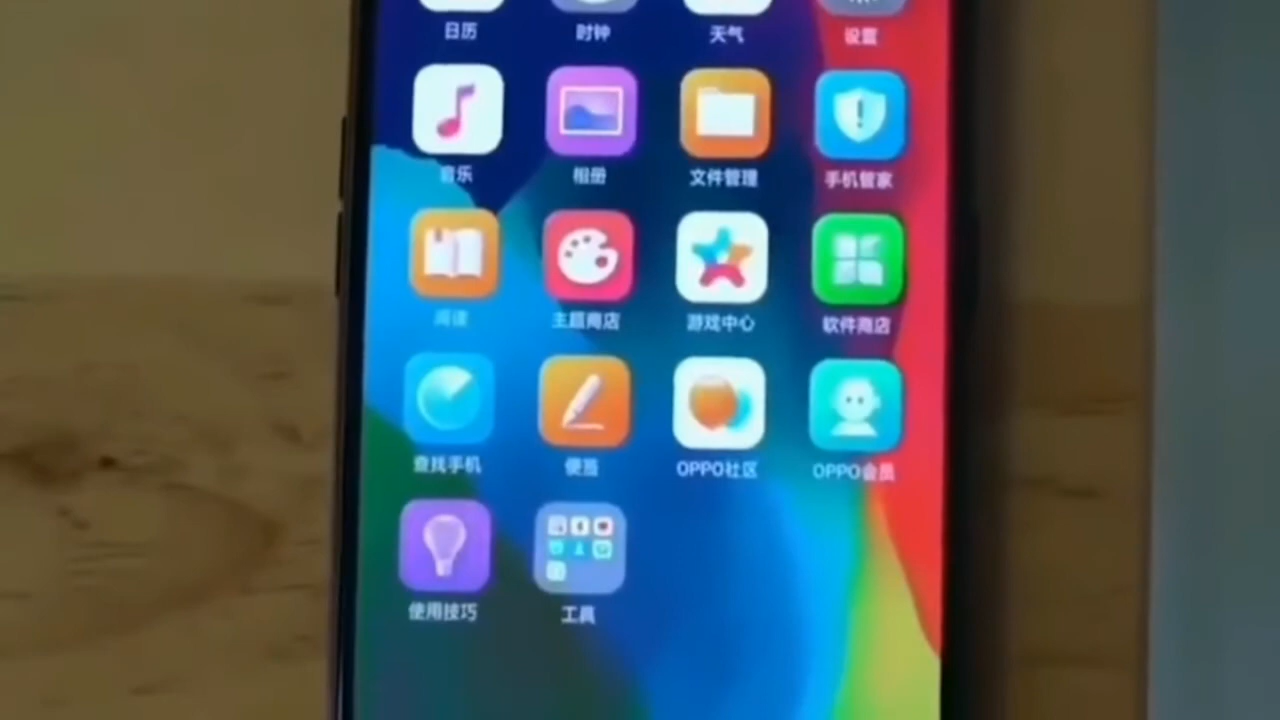 日历 时钟 天气 设置
音乐 相册 文件管理 手机管家
阅读 主题商店 游戏中心 软件商店
查找手机 便签 OPPO社区 OPPO会员
使用技巧 工具